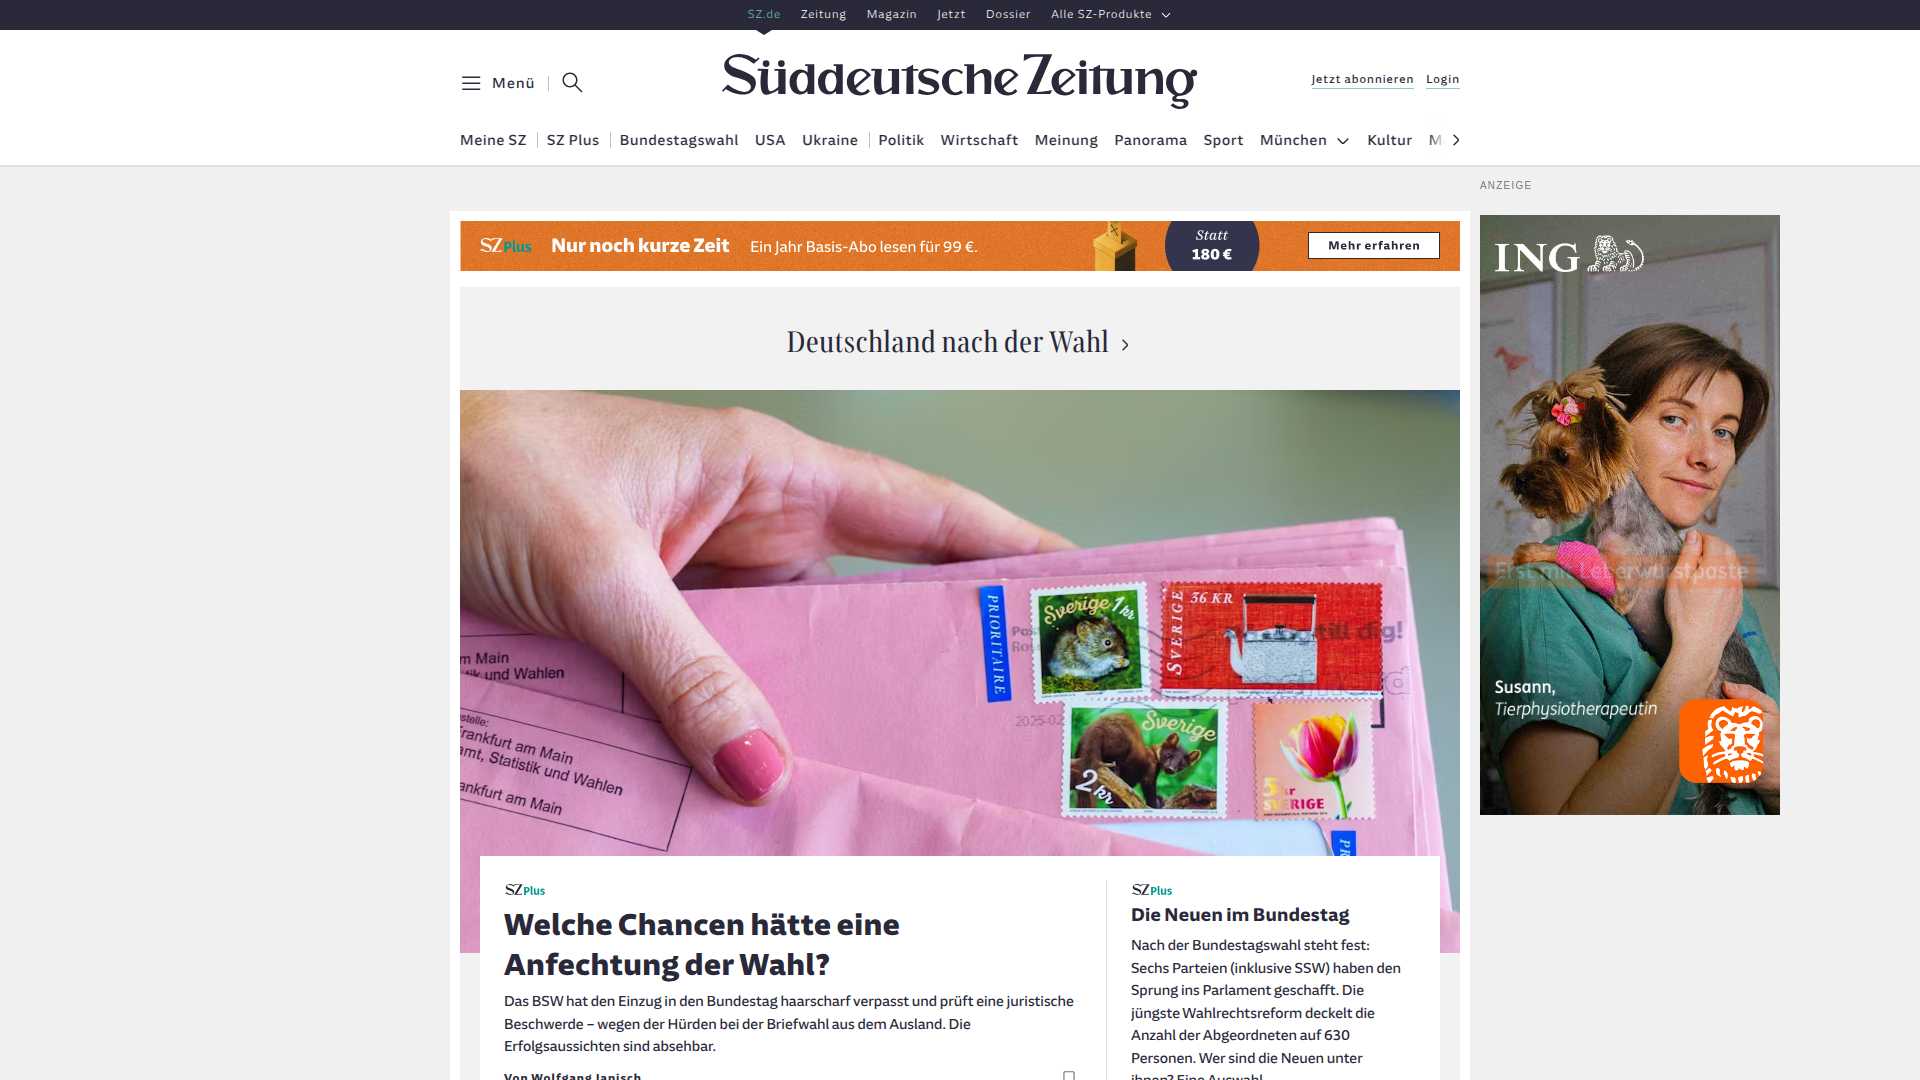 SZ.de Zeitung Magazin Jetzt Dossier Alle SZ-Produkte
Menü
Süddeutsche Zeitung
Jetzt abonnieren Login
Meine SZ SZ Plus Bundestagswahl USA Ukraine Politik Wirtschaft Meinung Panorama Sport München Kultur M
ANZEIGE
SZ Plus Nur noch kurze Zeit Ein Jahr Basis-Abo lesen für 99 €.
Statt
180 €
Mehr erfahren
ING
Deutschland nach der Wahl
PRIORITAIRE
Sverige 1 kr
SVERIGE 36 KR
till dig!
2025-02
Sverige
2 kr
SVERIGE
m Main
und Wahlen
stelle:
rankfurt am Main
amt, Statistik und Wahlen
ankfurt am Main
PR
Erst mit Leberwurstpaste
Susann,
Tierphysiotherapeutin
SZ Plus
Welche Chancen hätte eine
Anfechtung der Wahl?
Das BSW hat den Einzug in den Bundestag haarscharf verpasst und prüft eine juristische
Beschwerde – wegen der Hürden bei der Briefwahl aus dem Ausland. Die
Erfolgsaussichten sind absehbar.
Von Wolfgang Janisch
SZ Plus
Die Neuen im Bundestag
Nach der Bundestagswahl steht fest:
Sechs Parteien (inklusive SSW) haben den
Sprung ins Parlament geschafft. Die
jüngste Wahlrechtsreform deckelt die
Anzahl der Abgeordneten auf 630
Personen. Wer sind die Neuen unter
ihnen? Eine Auswahl.